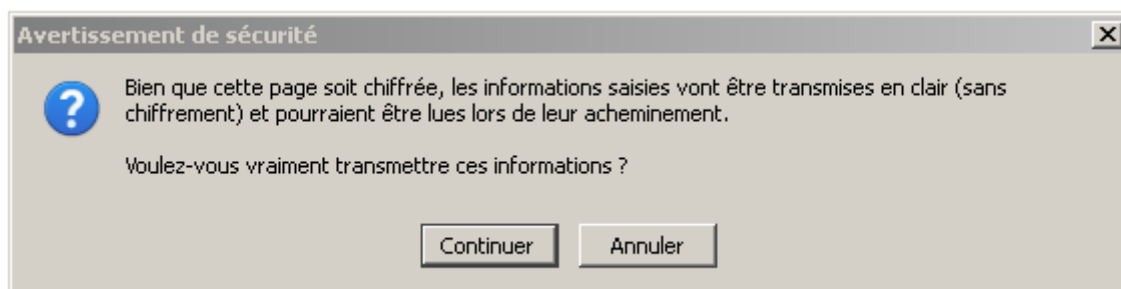 Avertissement de sécurité
Bien que cette page soit chiffrée, les informations saisies vont être transmises en clair (sans
chiffrement) et pourraient être lues lors de leur acheminement.
Voulez-vous vraiment transmettre ces informations ?
Continuer
Annuler